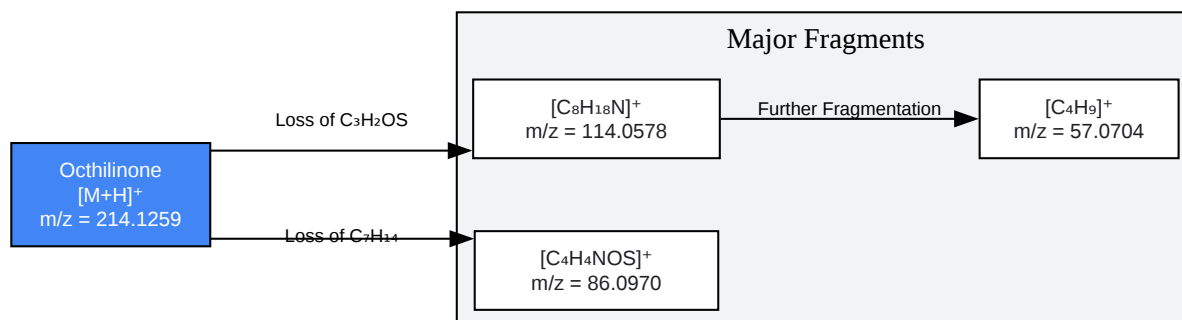 Major Fragments
Loss of C₃H₂OS
[C₈H₁₈N]⁺
m/z = 114.0578
Further Fragmentation
[C₄H₉]⁺
m/z = 57.0704
Octhilinone
[M+H]⁺
m/z = 214.1259
Loss of C₇H₁₄
[C₄H₄NOS]⁺
m/z = 86.0970